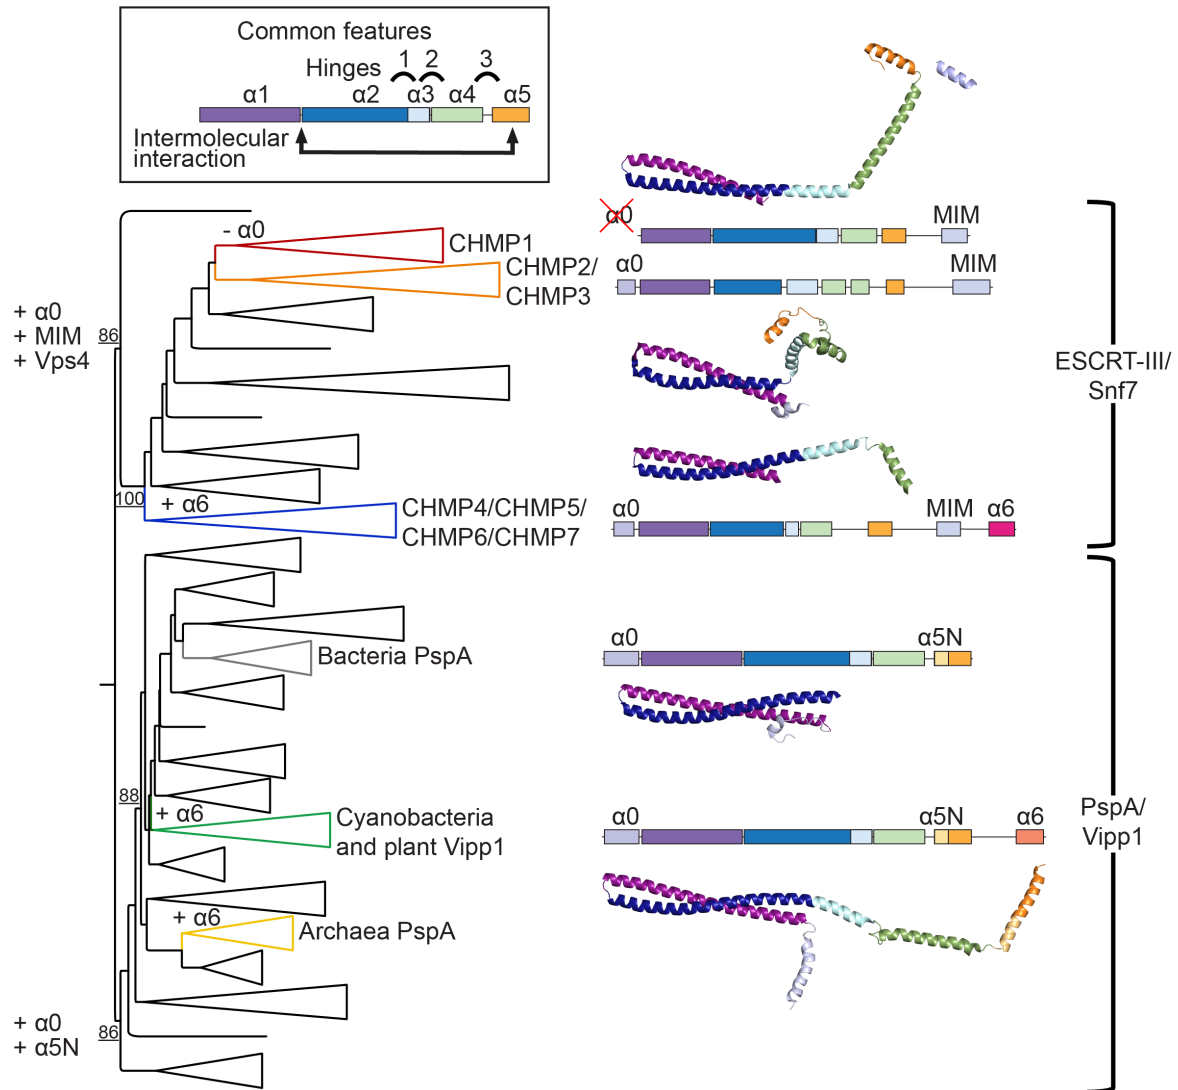 Common features
Hinges
1 2 3
α1 α2 α3 α4 α5
Intermolecular
interaction
- α0
CHMP1
CHMP2/
CHMP3
+ α0
+ MIM
+ Vps4
86
100
+ α6
CHMP4/CHMP5/
CHMP6/CHMP7
Bacteria PspA
88
+ α6
Cyanobacteria
and plant Vipp1
+ α6
Archaea PspA
+ α0
+ α5N
86
α0 MIM
α0 MIM
α0 MIM α6
ESCRT-III/
Snf7
α0 α5N
α0 α5N α6
PspA/
Vipp1